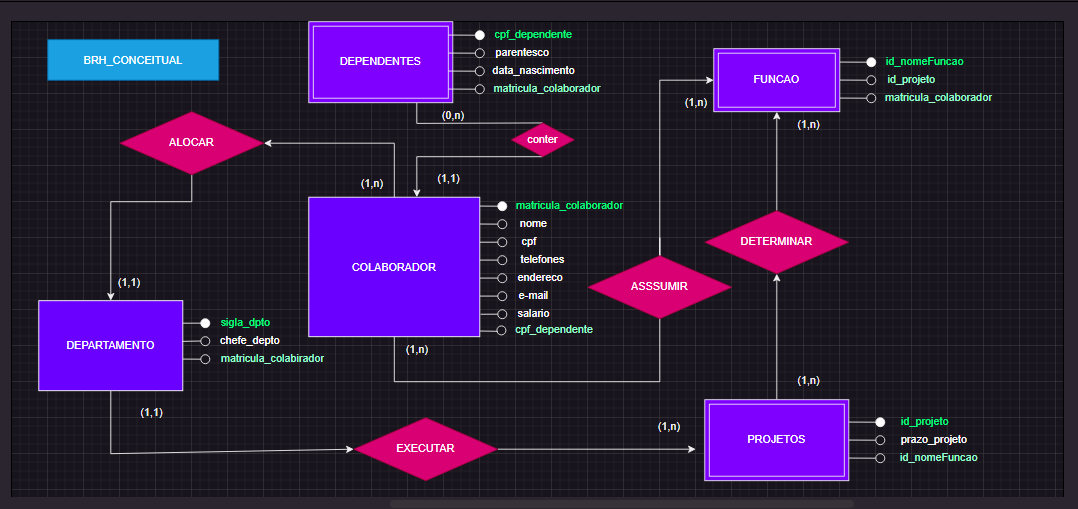 BRH_CONCEITUAL
DEPENDENTES
cpf_dependente
parentesco
data_nascimento
matricula_colaborador
FUNCAO
id_nomeFuncao
id_projeto
matricula_colaborador
(1,n)
(0,n)
(1,n)
ALOCAR
conter
(1,n)
(1,1)
COLABORADOR
matricula_colaborador
nome
cpf
telefones
endereco
e-mail
salario
cpf_dependente
DETERMINAR
ASSSUMIR
(1,1)
DEPARTAMENTO
sigla_dpto
chefe_depto
matricula_colabirador
(1,n)
(1,n)
(1,1)
EXECUTAR
(1,n)
PROJETOS
id_projeto
prazo_projeto
id_nomeFuncao